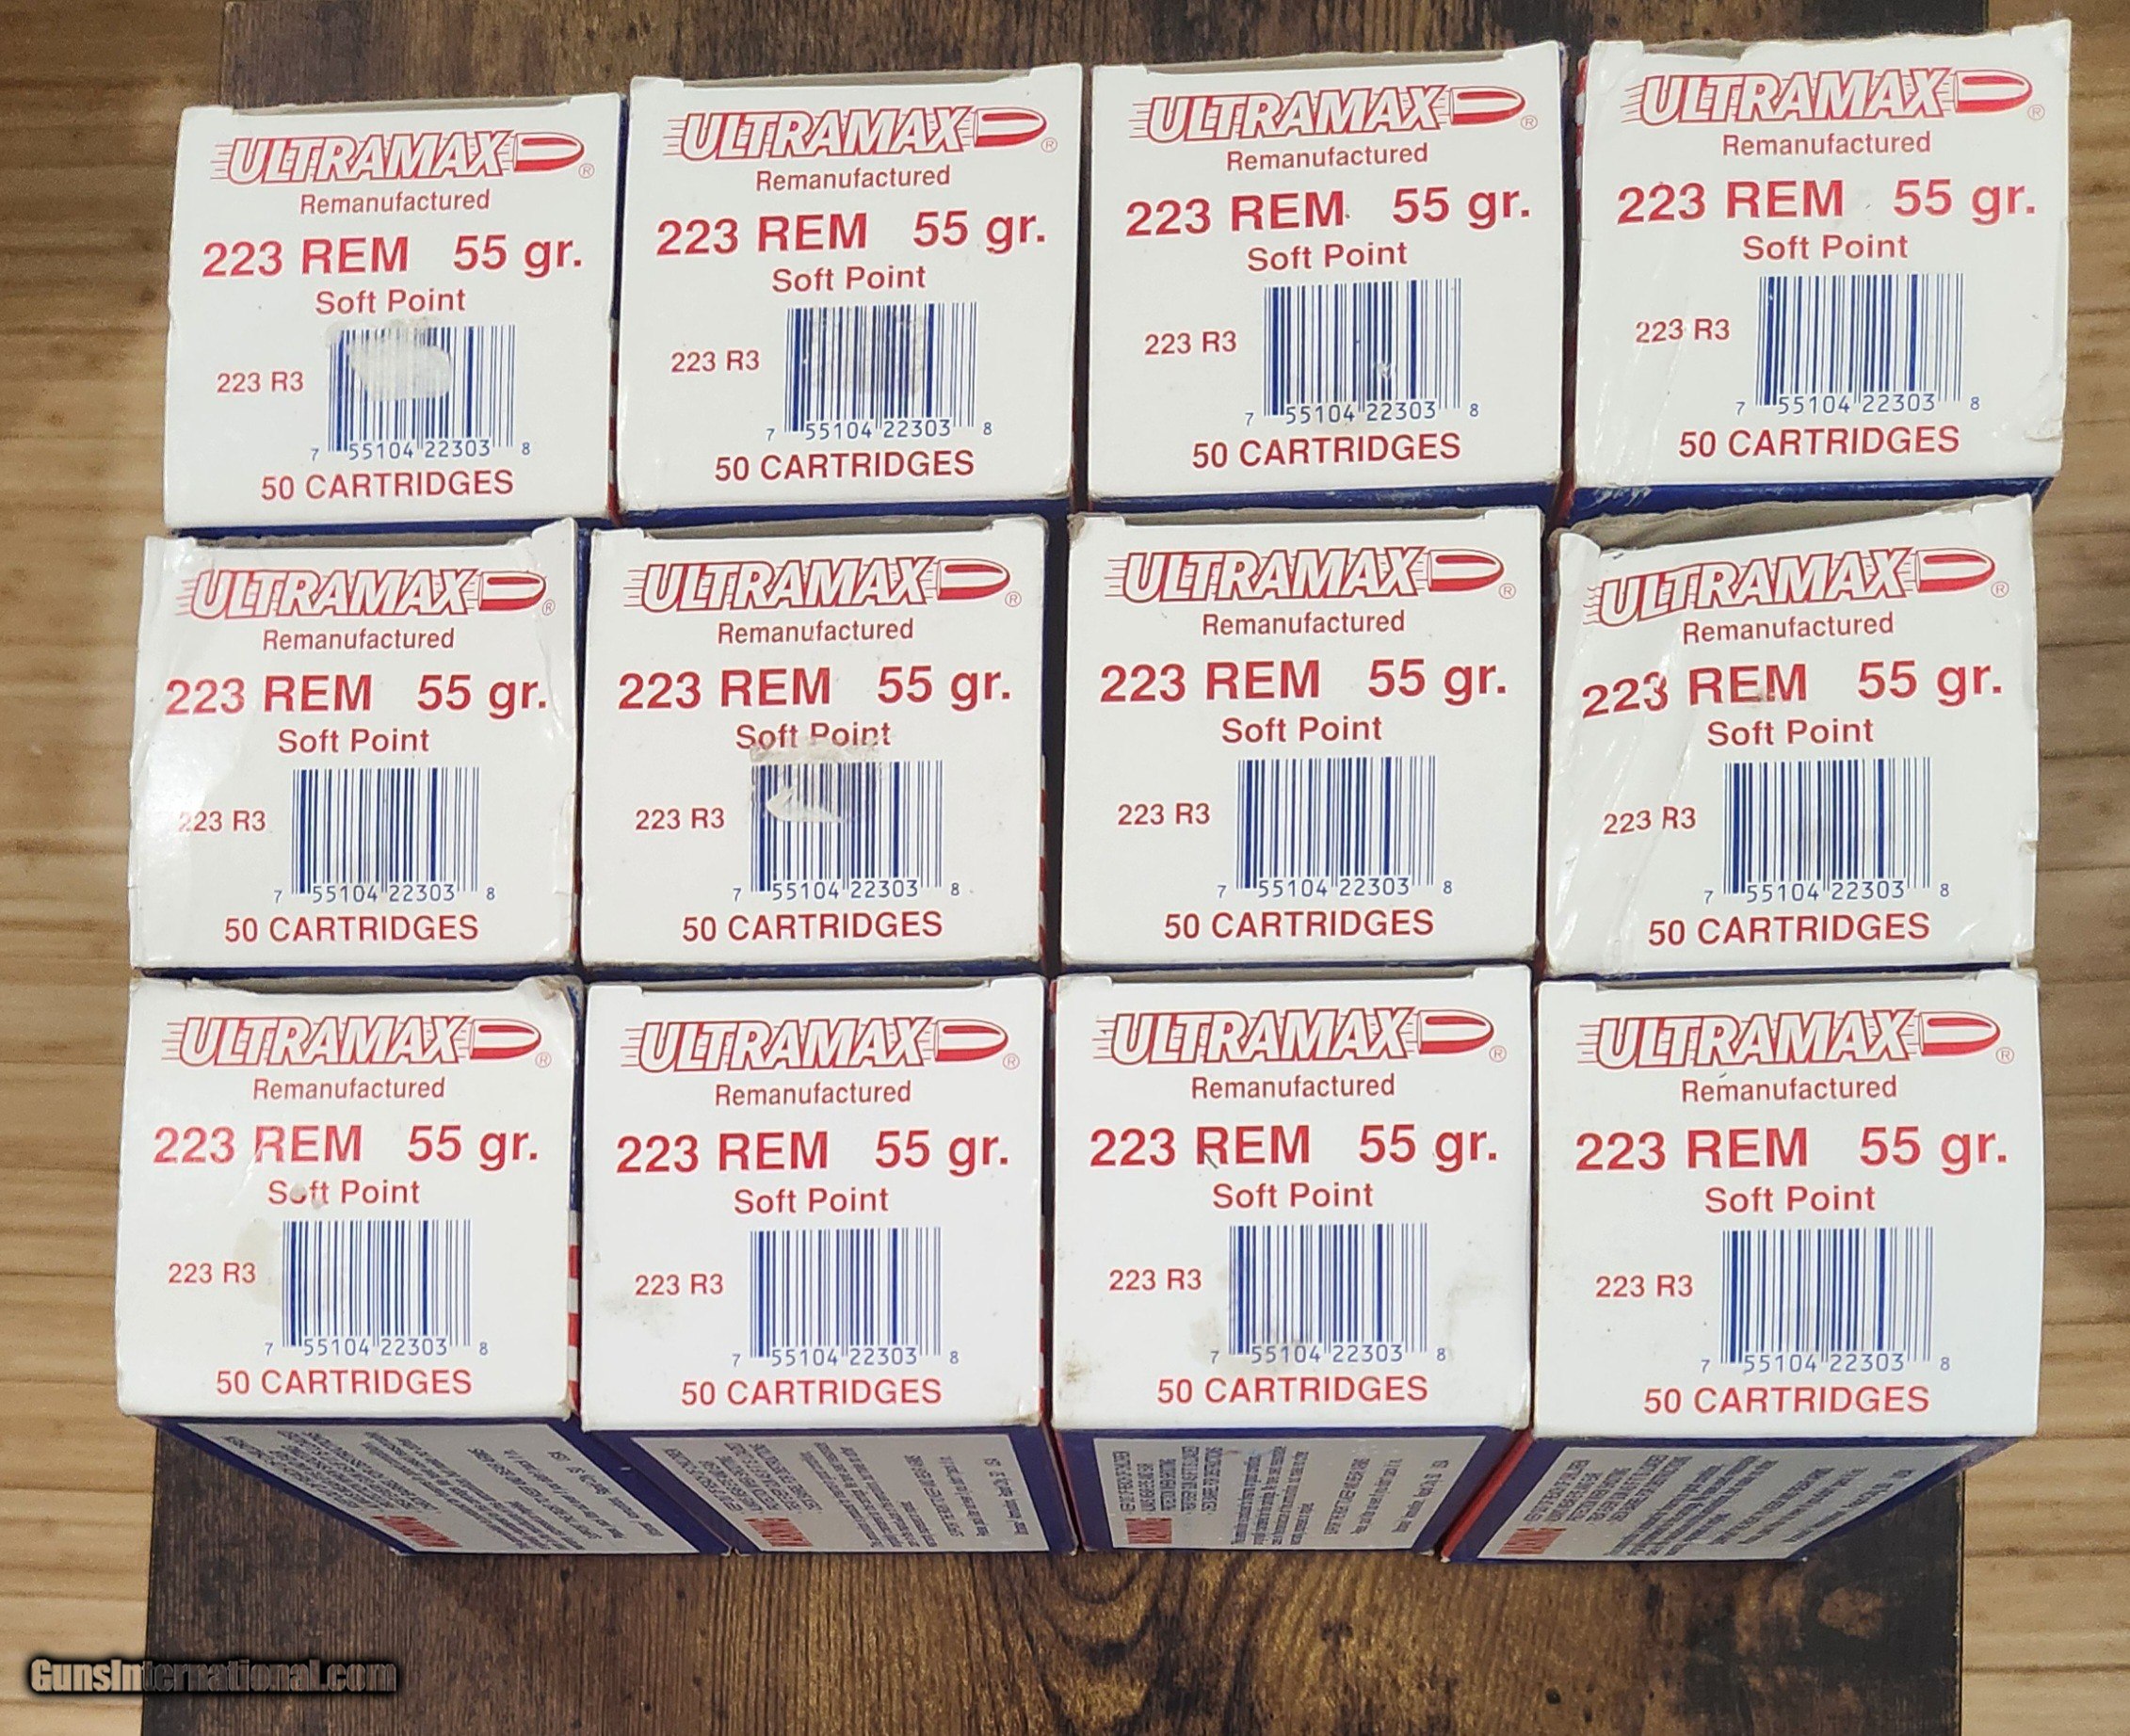 ULTRAMAX®
Remanufactured
223 REM 55 gr.
Soft Point
223 R3
7 55104 22303 8
50 CARTRIDGES
ULTRAMAX®
Remanufactured
223 REM 55 gr.
Soft Point
223 R3
7 55104 22303 8
50 CARTRIDGES
ULTRAMAX®
Remanufactured
223 REM 55 gr.
Soft Point
223 R3
7 55104 22303 8
50 CARTRIDGES
ULTRAMAX®
Remanufactured
223 REM 55 gr.
Soft Point
223 R3
7 55104 22303 8
50 CARTRIDGES
ULTRAMAX®
Remanufactured
223 REM 55 gr.
Soft Point
223 R3
7 55104 22303 8
50 CARTRIDGES
ULTRAMAX®
Remanufactured
223 REM 55 gr.
Soft Point
223 R3
7 55104 22303 8
50 CARTRIDGES
ULTRAMAX®
Remanufactured
223 REM 55 gr.
Soft Point
223 R3
7 55104 22303 8
50 CARTRIDGES
ULTRAMAX®
Remanufactured
223 REM 55 gr.
Soft Point
223 R3
7 55104 22303 8
50 CARTRIDGES
ULTRAMAX®
Remanufactured
223 REM 55 gr.
Soft Point
223 R3
7 55104 22303 8
50 CARTRIDGES
ULTRAMAX®
Remanufactured
223 REM 55 gr.
Soft Point
223 R3
7 55104 22303 8
50 CARTRIDGES
ULTRAMAX®
Remanufactured
223 REM 55 gr.
Soft Point
223 R3
7 55104 22303 8
50 CARTRIDGES
ULTRAMAX®
Remanufactured
223 REM 55 gr.
Soft Point
223 R3
7 55104 22303 8
50 CARTRIDGES
WARNING
WARNING
WARNING
WARNING
GunsInternational.com